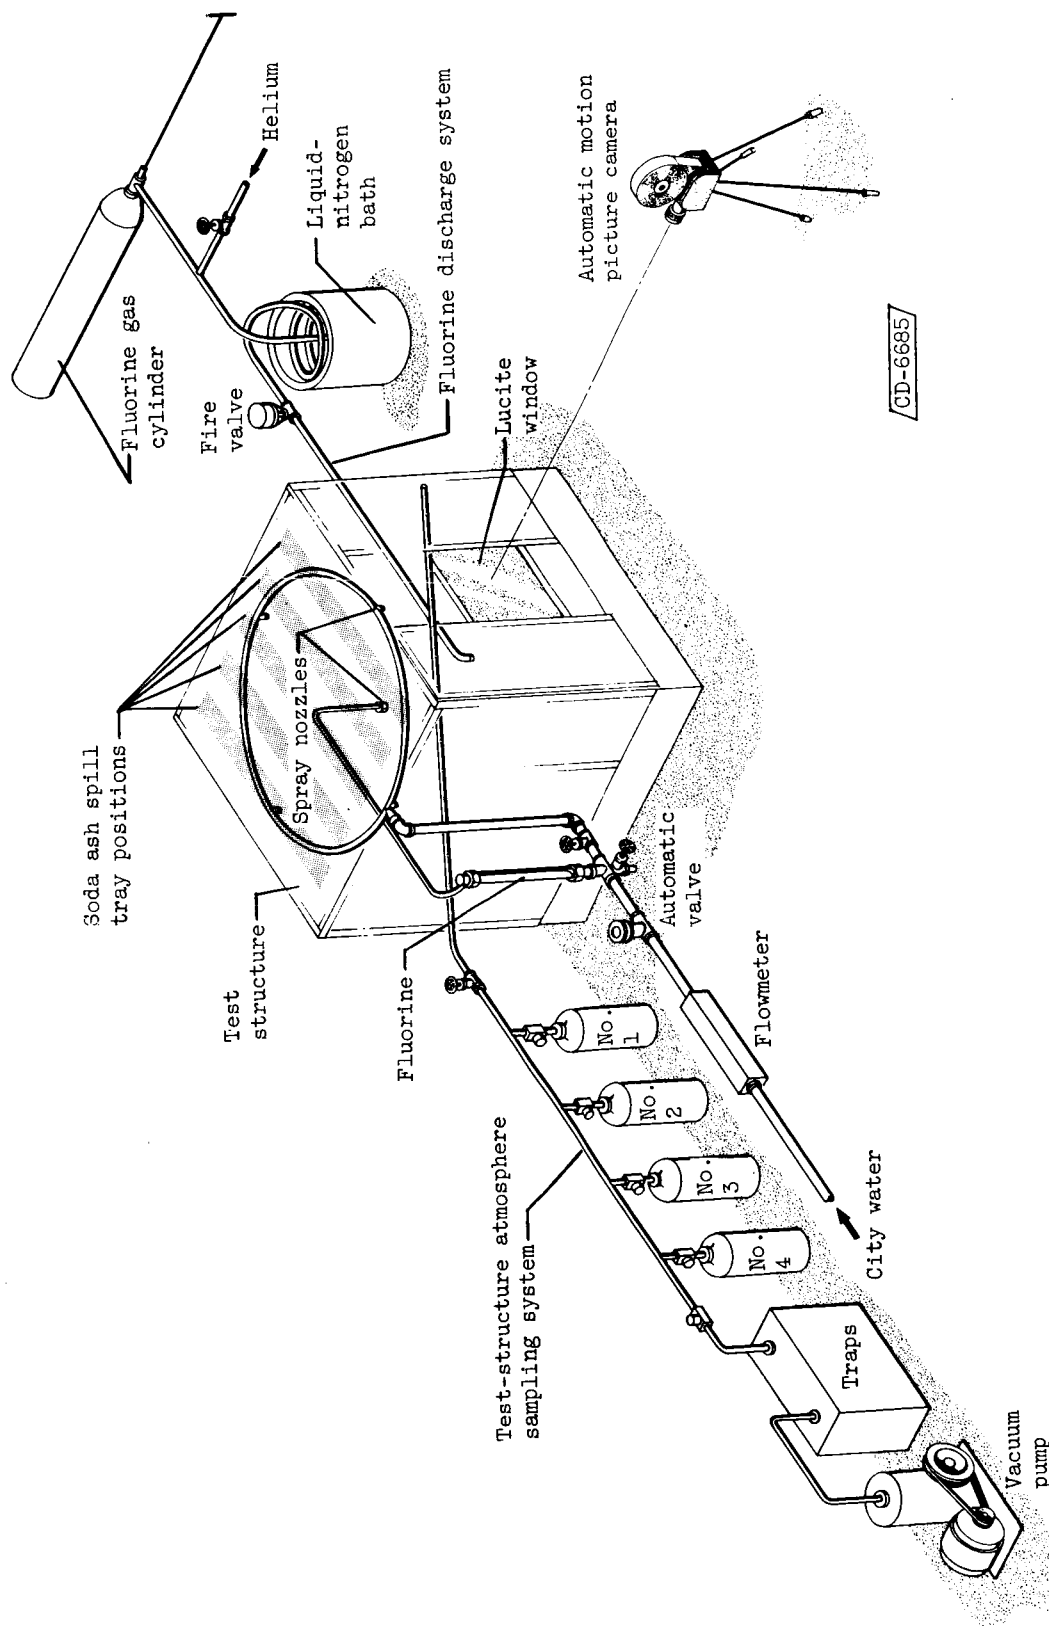 Fluorine gas
cylinder
Helium
Liquid-
nitrogen
bath
Fire
valve
Fluorine discharge system
Soda ash spill
tray positions
Spray nozzles
Lucite
window
Automatic motion
picture camera
Test
structure
Fluorine
Automatic
valve
Flowmeter
City water
Test-structure atmosphere
sampling system
No.
1
No.
2
No.
3
No.
4
Traps
Vacuum
pump
CD-6685